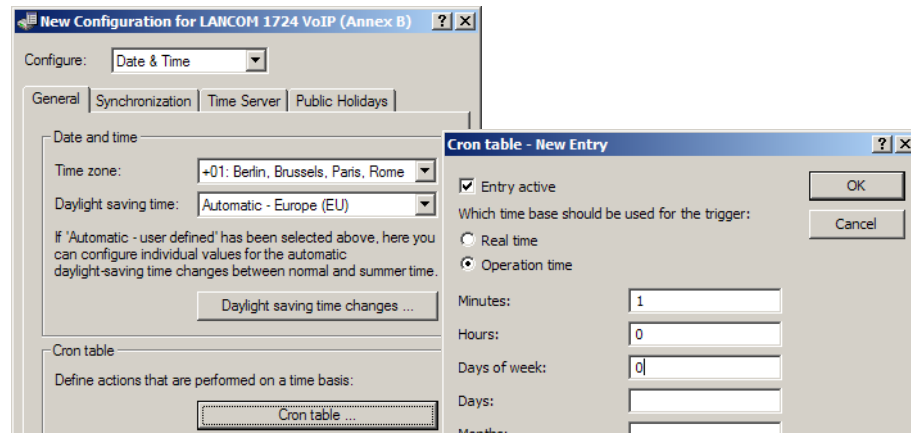 New Configuration for LANCOM 1724 VoIP (Annex B)
Configure: Date & Time
General Synchronization Time Server Public Holidays
Date and time
Time zone: +01: Berlin, Brussels, Paris, Rome
Daylight saving time: Automatic - Europe (EU)
If 'Automatic - user defined' has been selected above, here you
can configure individual values for the automatic
daylight-saving time changes between normal and summer time.
Daylight saving time changes ...
Cron table
Define actions that are performed on a time basis:
Cron table ...
Cron table - New Entry
Entry active
OK
Which time base should be used for the trigger:
Cancel
Real time
Operation time
Minutes: 1
Hours: 0
Days of week: 0
Days:
Months: